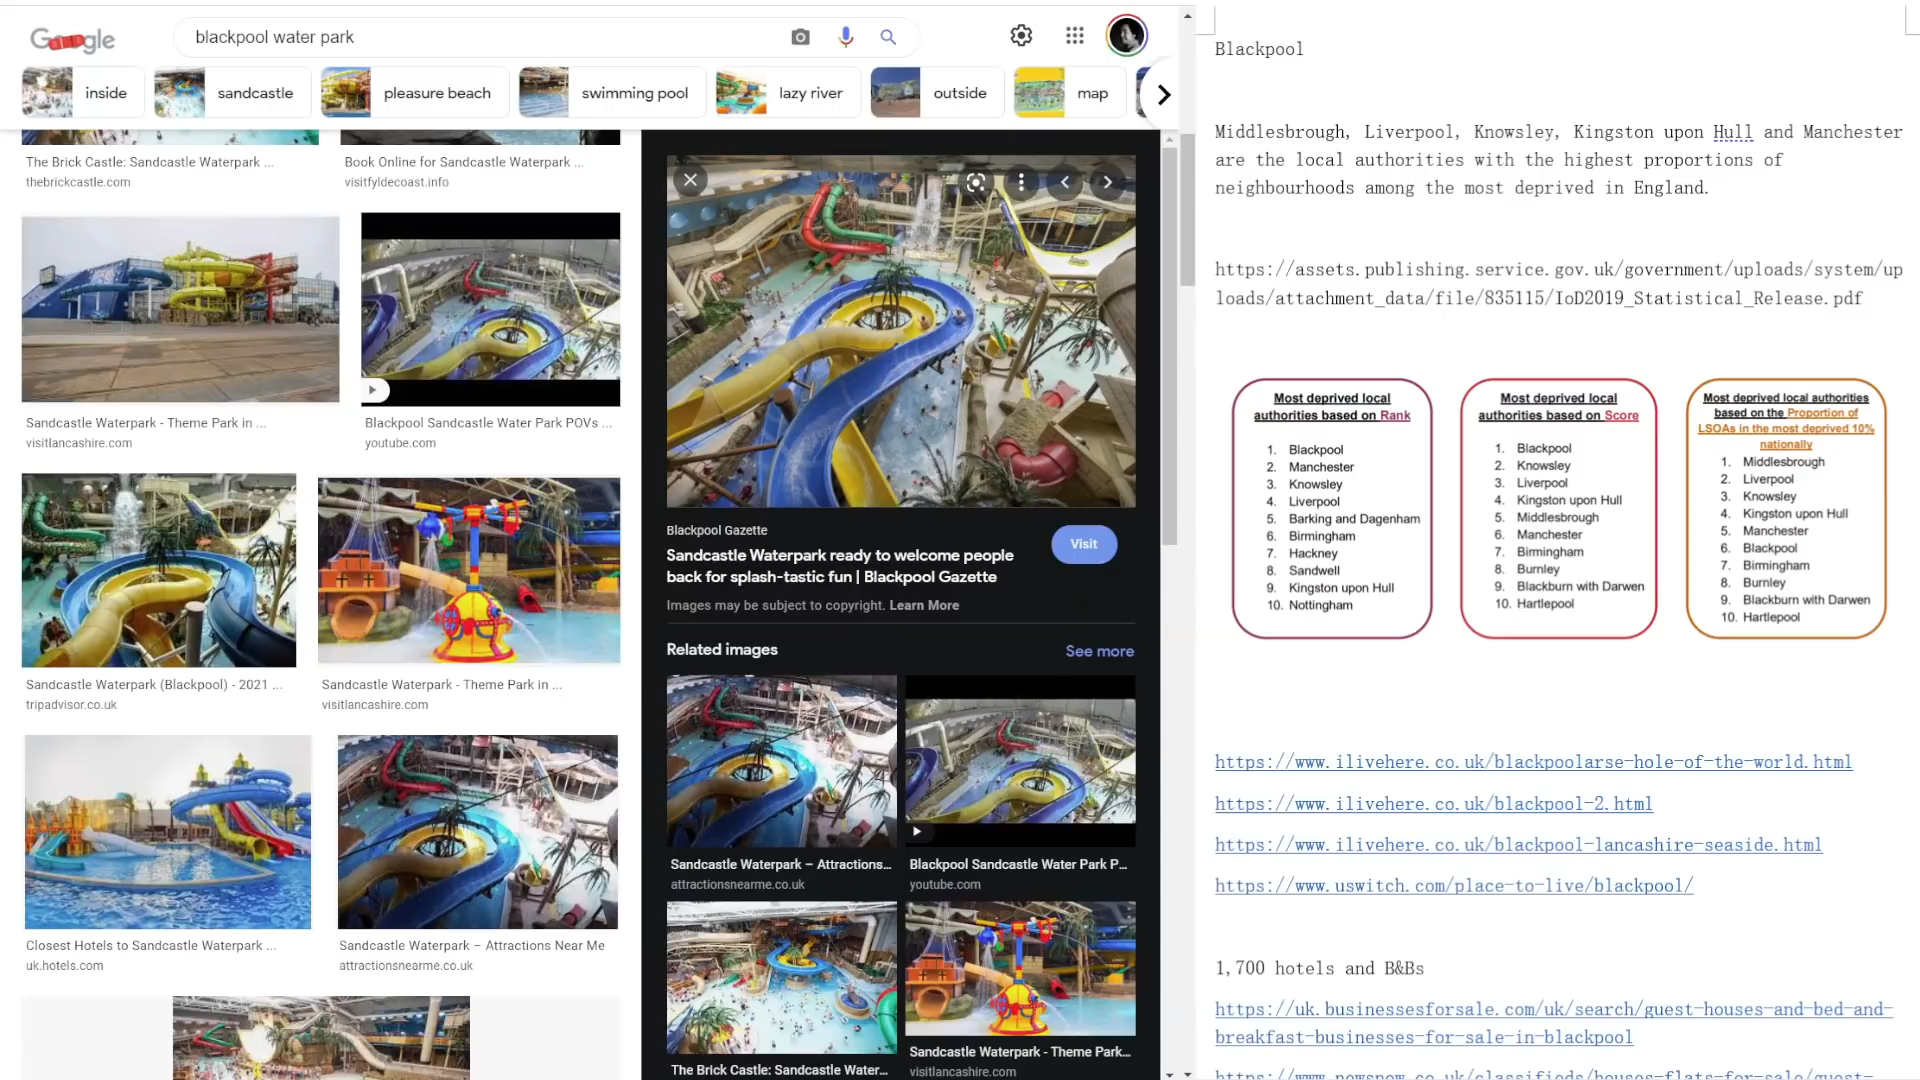 Google
blackpool water park
inside
sandcastle
pleasure beach
swimming pool
lazy river
outside
map
The Brick Castle: Sandcastle Waterpark ...
thebrickcastle.com
Book Online for Sandcastle Waterpark ...
visitfyldecoast.info
Sandcastle Waterpark - Theme Park in ...
visitlancashire.com
Blackpool Sandcastle Water Park POVs ...
youtube.com
Sandcastle Waterpark (Blackpool) - 2021 ...
tripadvisor.co.uk
Sandcastle Waterpark - Theme Park in ...
visitlancashire.com
Closest Hotels to Sandcastle Waterpark ...
uk.hotels.com
Sandcastle Waterpark – Attractions Near Me
attractionsnearme.co.uk
Blackpool Gazette
Sandcastle Waterpark ready to welcome people
back for splash-tastic fun | Blackpool Gazette
Visit
Images may be subject to copyright. Learn More
Related images
See more
Sandcastle Waterpark – Attractions...
attractionsnearme.co.uk
Blackpool Sandcastle Water Park P...
youtube.com
The Brick Castle: Sandcastle Water...
Sandcastle Waterpark - Theme Park...
visitlancashire.com
Blackpool
Middlesbrough, Liverpool, Knowsley, Kingston upon Hull and Manchester
are the local authorities with the highest proportions of
neighbourhoods among the most deprived in England.
https://assets.publishing.service.gov.uk/government/uploads/system/up
loads/attachment_data/file/835115/IoD2019_Statistical_Release.pdf
Most deprived local
authorities based on Rank
1. Blackpool
2. Manchester
3. Knowsley
4. Liverpool
5. Barking and Dagenham
6. Birmingham
7. Hackney
8. Sandwell
9. Kingston upon Hull
10. Nottingham
Most deprived local
authorities based on Score
1. Blackpool
2. Knowsley
3. Liverpool
4. Kingston upon Hull
5. Middlesbrough
6. Manchester
7. Birmingham
8. Burnley
9. Blackburn with Darwen
10. Hartlepool
Most deprived local authorities
based on the Proportion of
LSOAs in the most deprived 10%
nationally
1. Middlesbrough
2. Liverpool
3. Knowsley
4. Kingston upon Hull
5. Manchester
6. Blackpool
7. Birmingham
8. Burnley
9. Blackburn with Darwen
10. Hartlepool
https://www.ilivehere.co.uk/blackpoolarse-hole-of-the-world.html
https://www.ilivehere.co.uk/blackpool-2.html
https://www.ilivehere.co.uk/blackpool-lancashire-seaside.html
https://www.uswitch.com/place-to-live/blackpool/
1,700 hotels and B&Bs
https://uk.businessesforsale.com/uk/search/guest-houses-and-bed-and-
breakfast-businesses-for-sale-in-blackpool
https://www.newsnow.co.uk/classifieds/houses-flats-for-sale/guest-